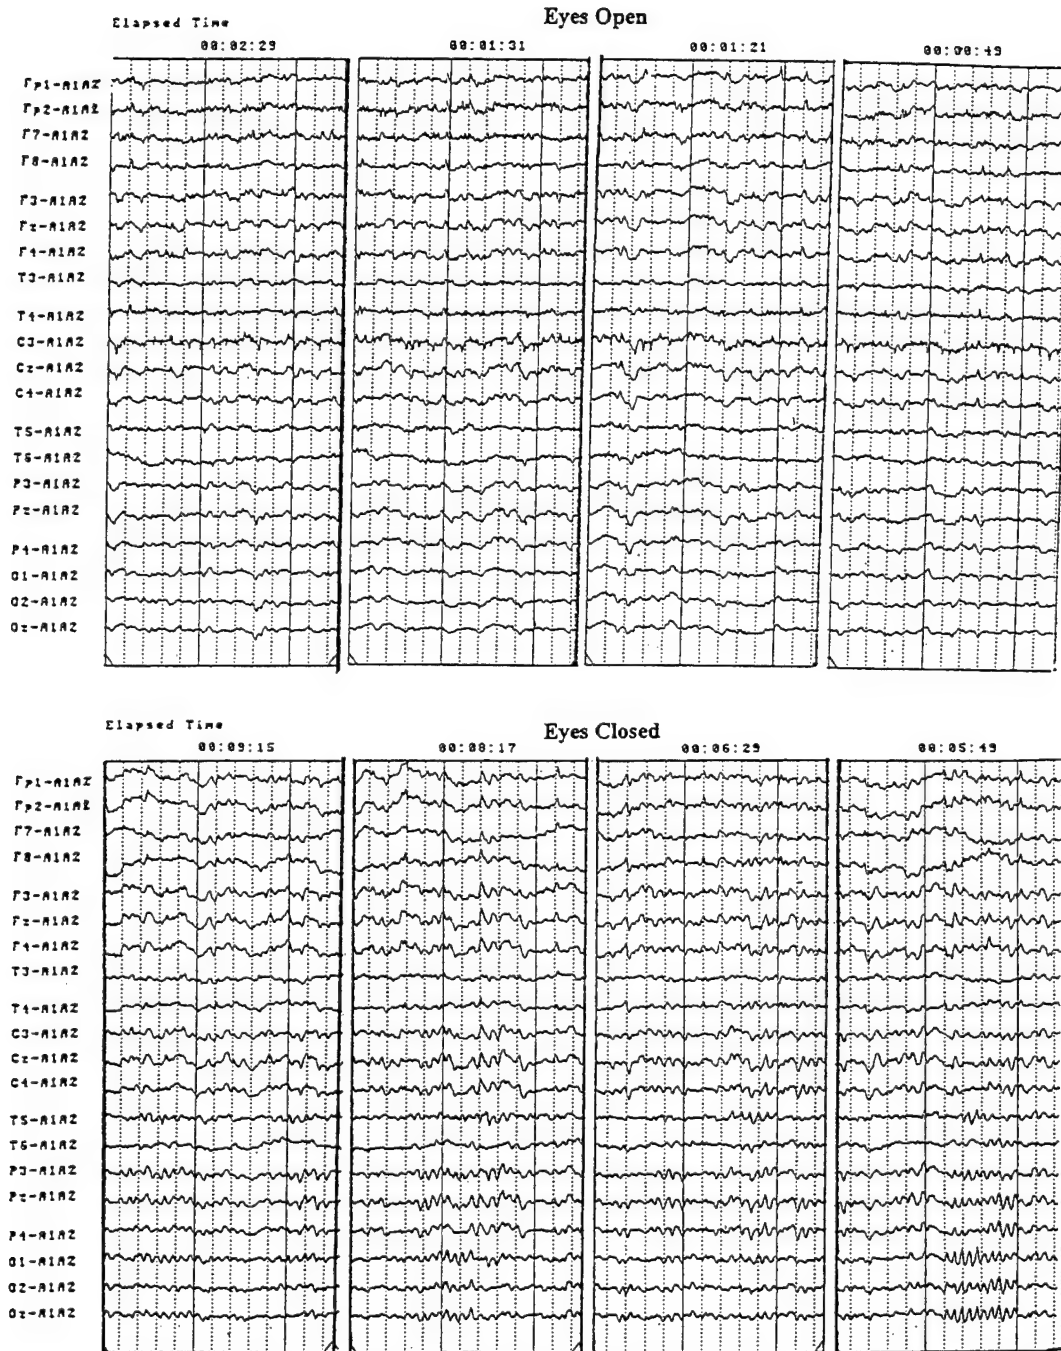 Eyes Open
Elapsed Time
00:02:29 00:01:31 00:01:21 00:00:49
Fp1-A1A2
Fp2-A1A2
F7-A1A2
F8-A1A2
F3-A1A2
Fz-A1A2
F4-A1A2
T3-A1A2
T4-A1A2
C3-A1A2
Cz-A1A2
C4-A1A2
T5-A1A2
T6-A1A2
P3-A1A2
Pz-A1A2
P4-A1A2
O1-A1A2
O2-A1A2
Oz-A1A2
Elapsed Time
Eyes Closed
00:09:15 00:08:17 00:06:29 00:05:49
Fp1-A1A2
Fp2-A1A2
F7-A1A2
F8-A1A2
F3-A1A2
Fz-A1A2
F4-A1A2
T3-A1A2
T4-A1A2
C3-A1A2
Cz-A1A2
C4-A1A2
T5-A1A2
T6-A1A2
P3-A1A2
Pz-A1A2
P4-A1A2
O1-A1A2
O2-A1A2
Oz-A1A2